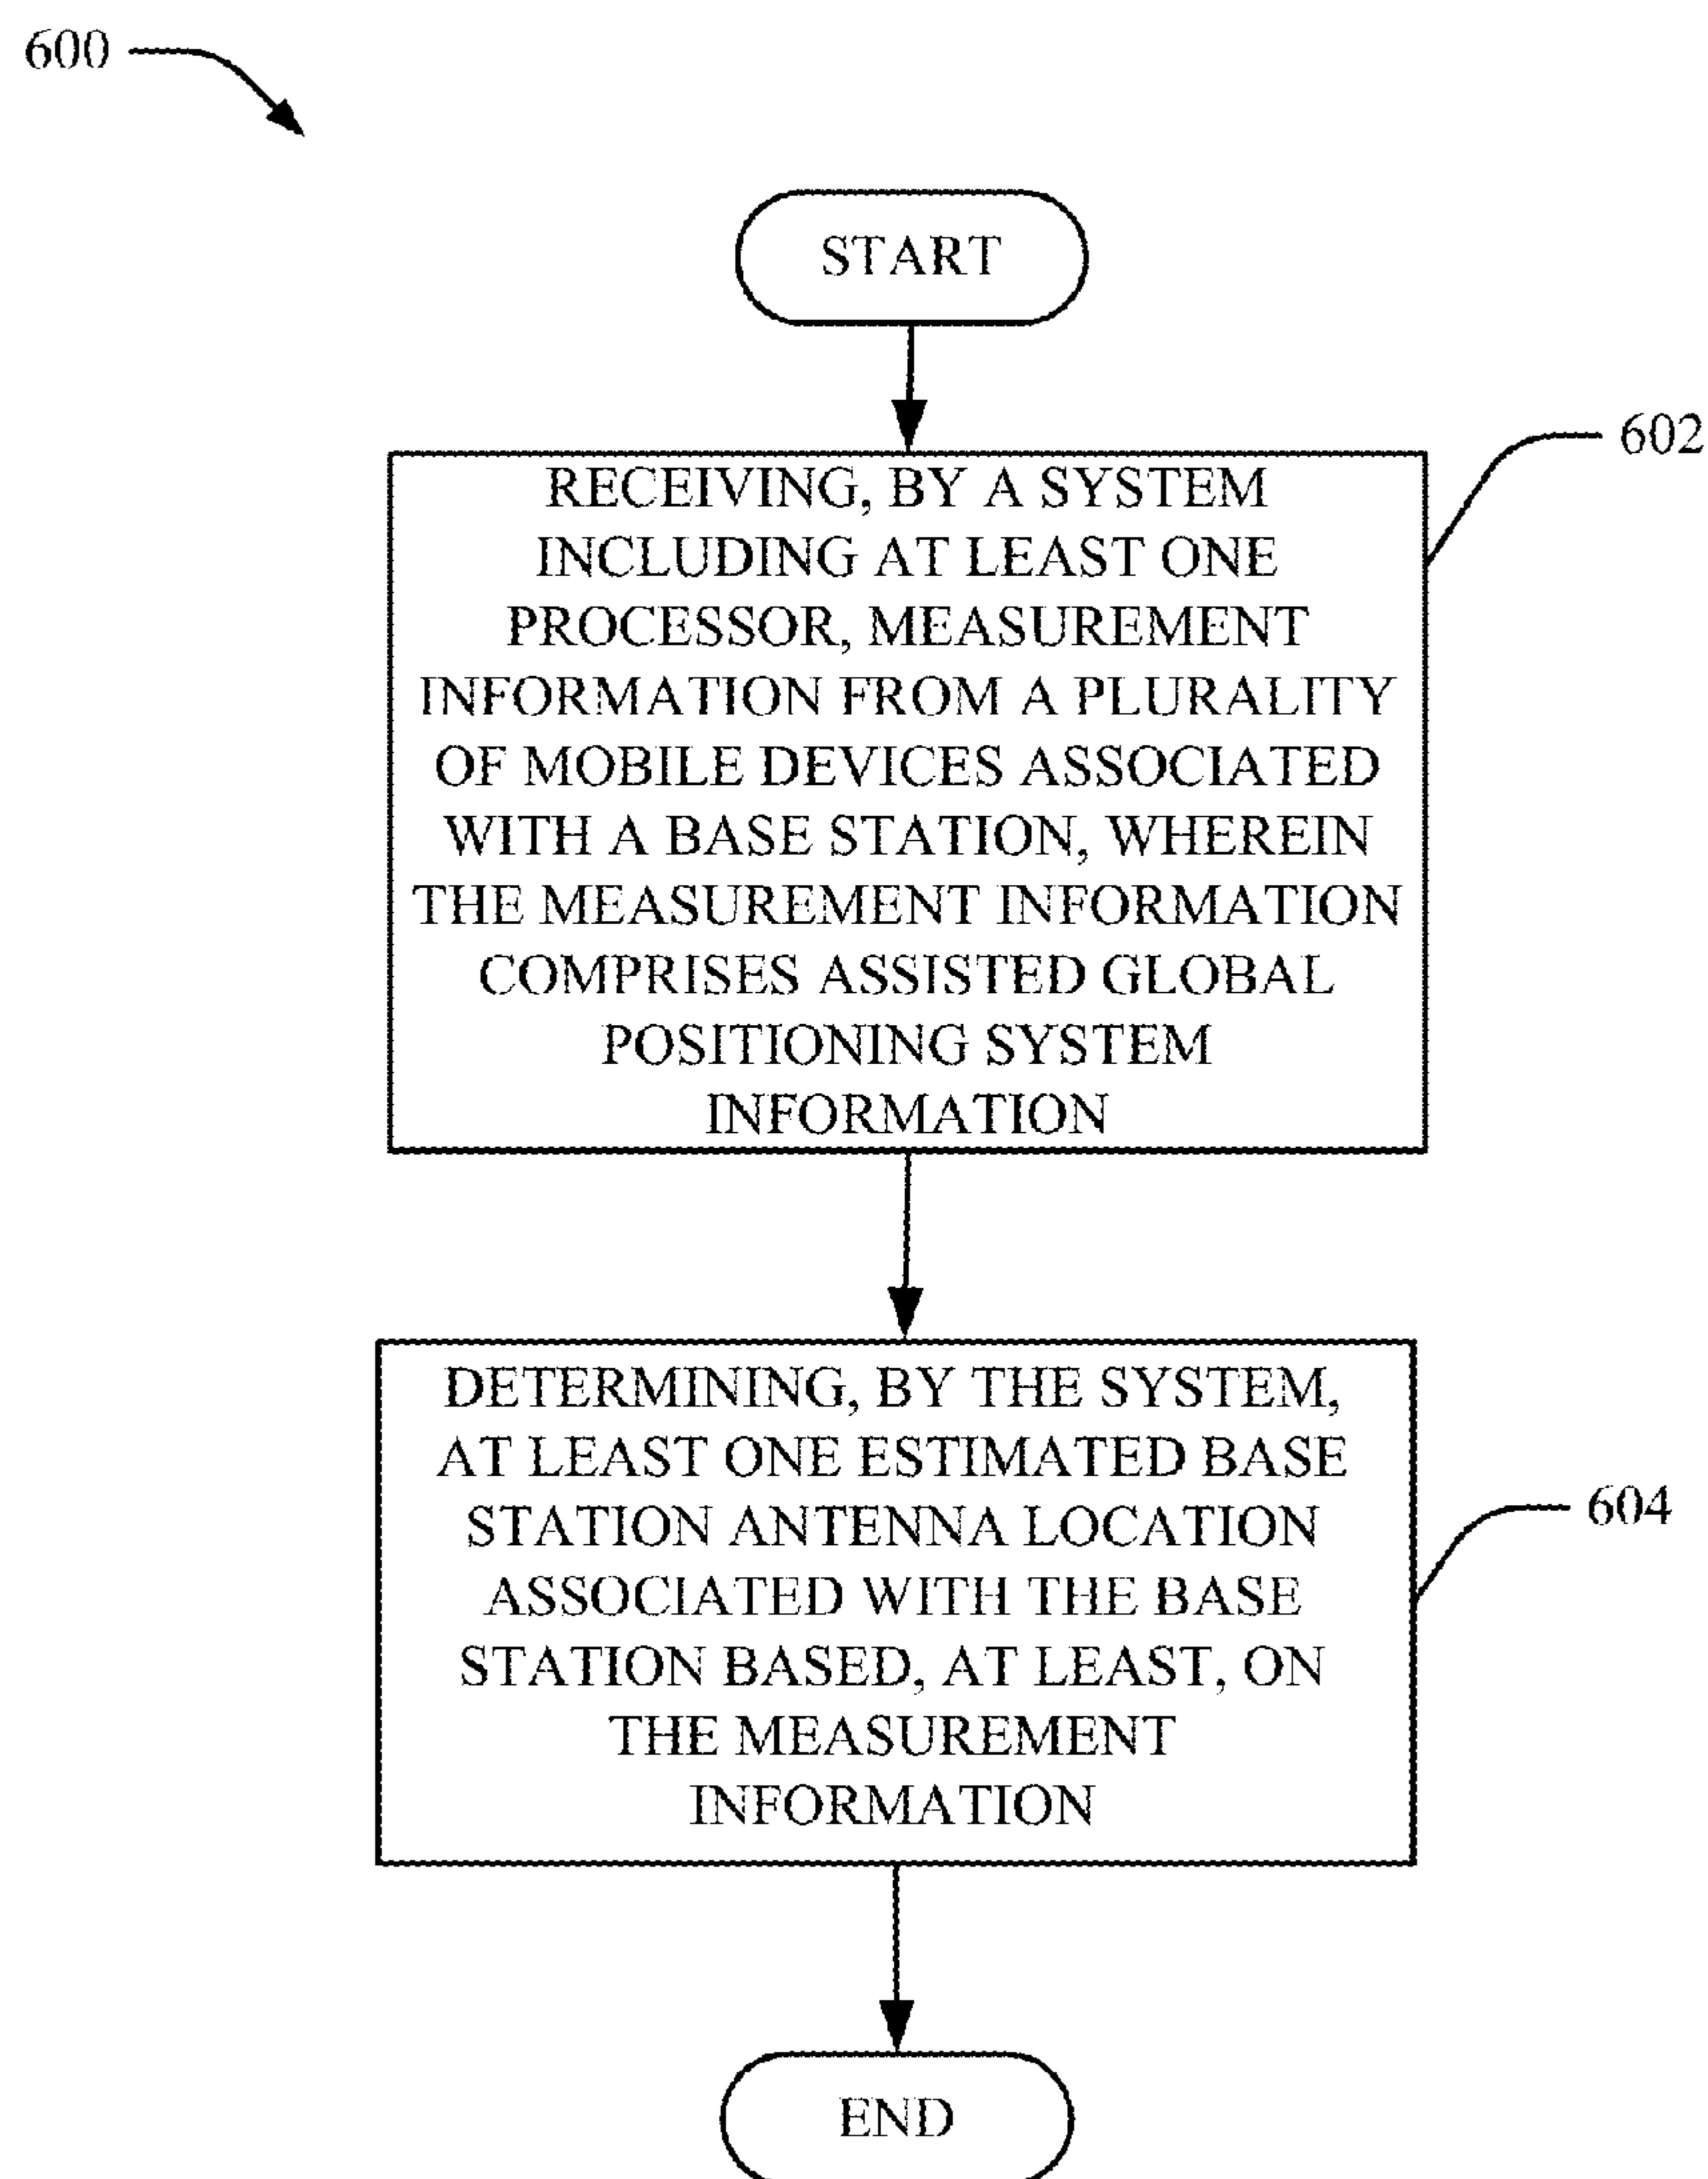 600
START
602
RECEIVING, BY A SYSTEM
INCLUDING AT LEAST ONE
PROCESSOR, MEASUREMENT
INFORMATION FROM A PLURALITY
OF MOBILE DEVICES ASSOCIATED
WITH A BASE STATION, WHEREIN
THE MEASUREMENT INFORMATION
COMPRISES ASSISTED GLOBAL
POSITIONING SYSTEM
INFORMATION
DETERMINING, BY THE SYSTEM,
AT LEAST ONE ESTIMATED BASE
STATION ANTENNA LOCATION
ASSOCIATED WITH THE BASE
STATION BASED, AT LEAST, ON
THE MEASUREMENT
INFORMATION
604
END